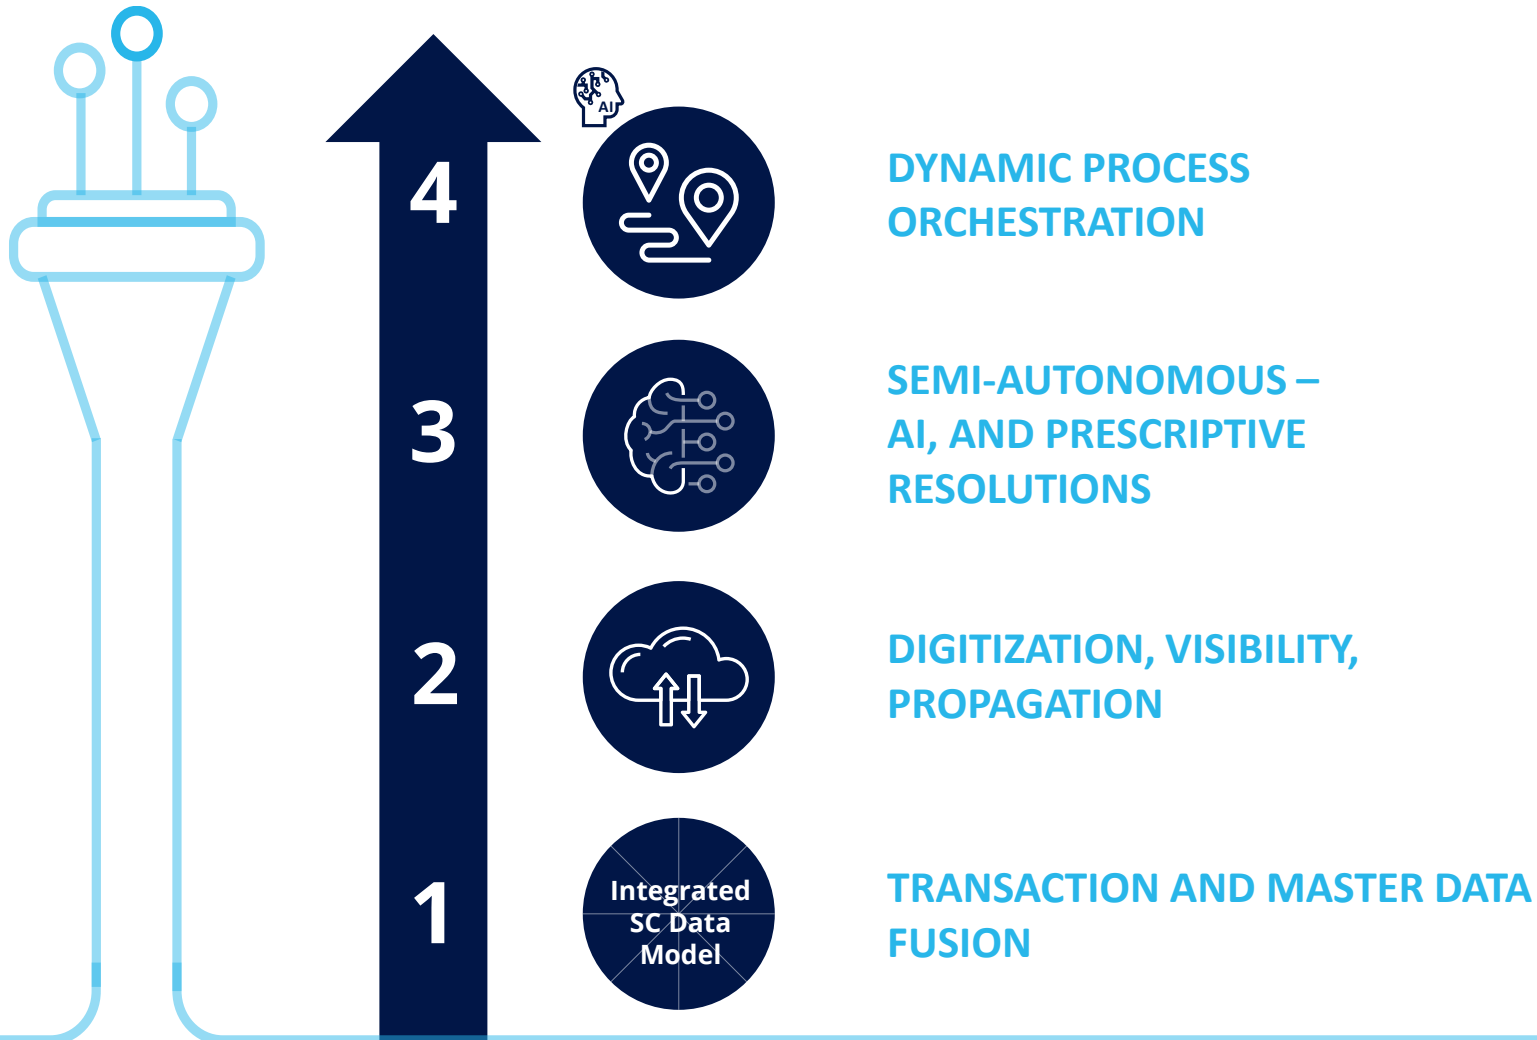 AI
4
DYNAMIC PROCESS
ORCHESTRATION
3
SEMI-AUTONOMOUS –
AI, AND PRESCRIPTIVE
RESOLUTIONS
2
DIGITIZATION, VISIBILITY,
PROPAGATION
1
Integrated
SC Data
Model
TRANSACTION AND MASTER DATA
FUSION